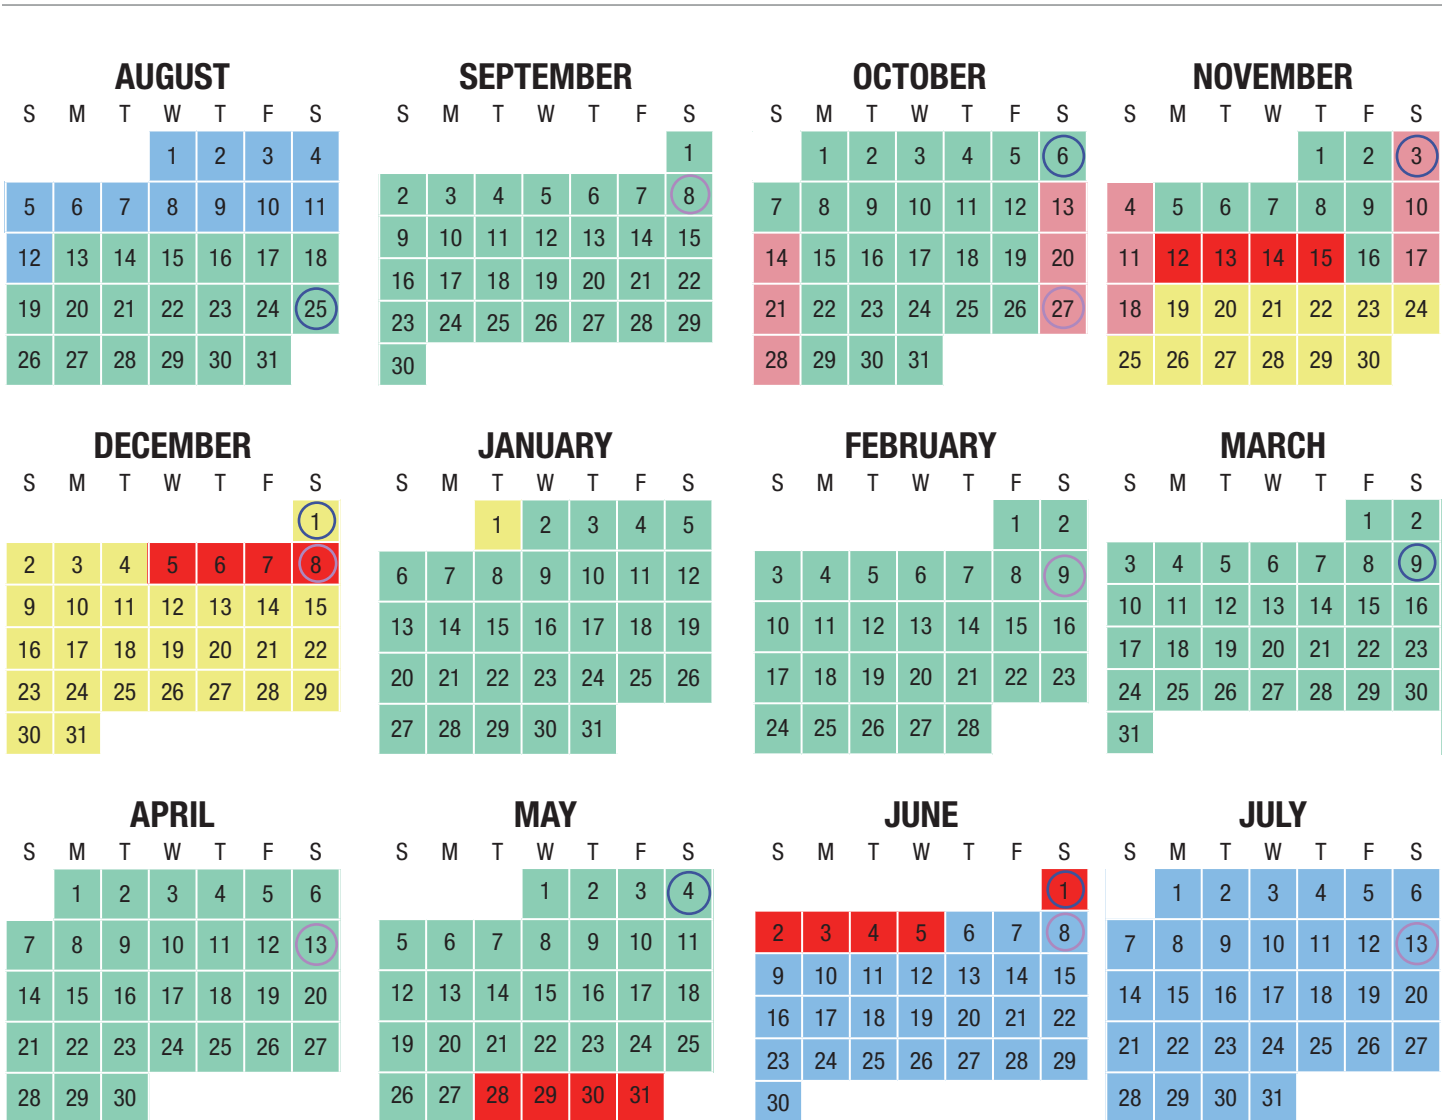 AUGUST
S M T W T F S
1 2 3 4
5 6 7 8 9 10 11
12 13 14 15 16 17 18
19 20 21 22 23 24 25
26 27 28 29 30 31
SEPTEMBER
S M T W T F S
1
2 3 4 5 6 7 8
9 10 11 12 13 14 15
16 17 18 19 20 21 22
23 24 25 26 27 28 29
30
OCTOBER
S M T W T F S
1 2 3 4 5 6
7 8 9 10 11 12 13
14 15 16 17 18 19 20
21 22 23 24 25 26 27
28 29 30 31
NOVEMBER
S M T W T F S
1 2 3
4 5 6 7 8 9 10
11 12 13 14 15 16 17
18 19 20 21 22 23 24
25 26 27 28 29 30
DECEMBER
S M T W T F S
1
2 3 4 5 6 7 8
9 10 11 12 13 14 15
16 17 18 19 20 21 22
23 24 25 26 27 28 29
30 31
JANUARY
S M T W T F S
1 2 3 4 5
6 7 8 9 10 11 12
13 14 15 16 17 18 19
20 21 22 23 24 25 26
27 28 29 30 31
FEBRUARY
S M T W T F S
1 2
3 4 5 6 7 8 9
10 11 12 13 14 15 16
17 18 19 20 21 22 23
24 25 26 27 28
MARCH
S M T W T F S
1 2
3 4 5 6 7 8 9
10 11 12 13 14 15 16
17 18 19 20 21 22 23
24 25 26 27 28 29 30
31
APRIL
S M T W T F S
1 2 3 4 5 6
7 8 9 10 11 12 13
14 15 16 17 18 19 20
21 22 23 24 25 26 27
28 29 30
MAY
S M T W T F S
1 2 3 4
5 6 7 8 9 10 11
12 13 14 15 16 17 18
19 20 21 22 23 24 25
26 27 28 29 30 31
JUNE
S M T W T F S
1
2 3 4 5 6 7 8
9 10 11 12 13 14 15
16 17 18 19 20 21 22
23 24 25 26 27 28 29
30
JULY
S M T W T F S
1 2 3 4 5 6
7 8 9 10 11 12 13
14 15 16 17 18 19 20
21 22 23 24 25 26 27
28 29 30 31